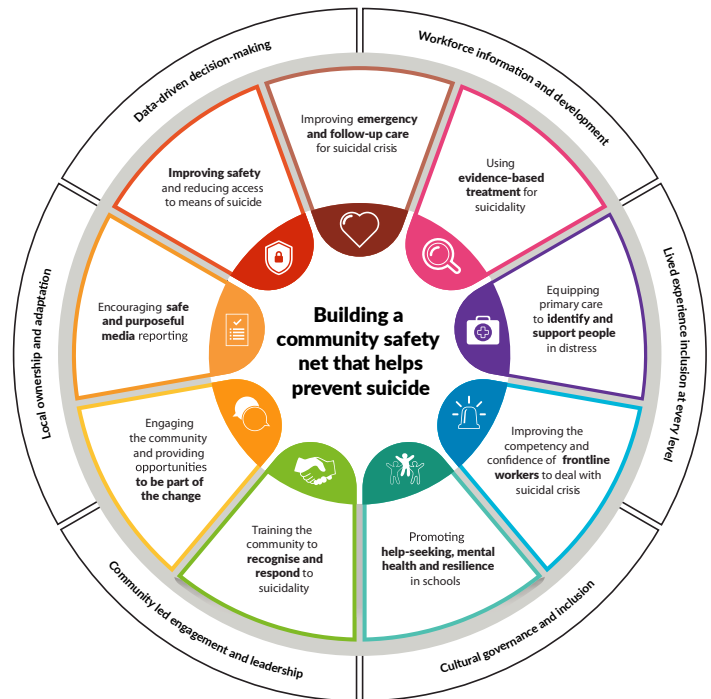 Data-driven decision-making
Workforce information and development
Lived experience inclusion at every level
Cultural governance and inclusion
Community led engagement and leadership
Local ownership and adaptation
Improving emergency
and follow-up care
for suicidal crisis
Using
evidence-based
treatment for
suicidality
Equipping
primary care
to identify and
support people
in distress
Improving the
competency and
confidence of frontline
workers to deal with
suicidal crisis
Promoting
help-seeking, mental
health and resilience
in schools
Training the
community to
recognise and
respond to
suicidality
Engaging
the community
and providing
opportunities
to be part of
the change
Encouraging safe
and purposeful
media reporting
Improving safety
and reducing access
to means of suicide
Building a
community safety
net that helps
prevent suicide